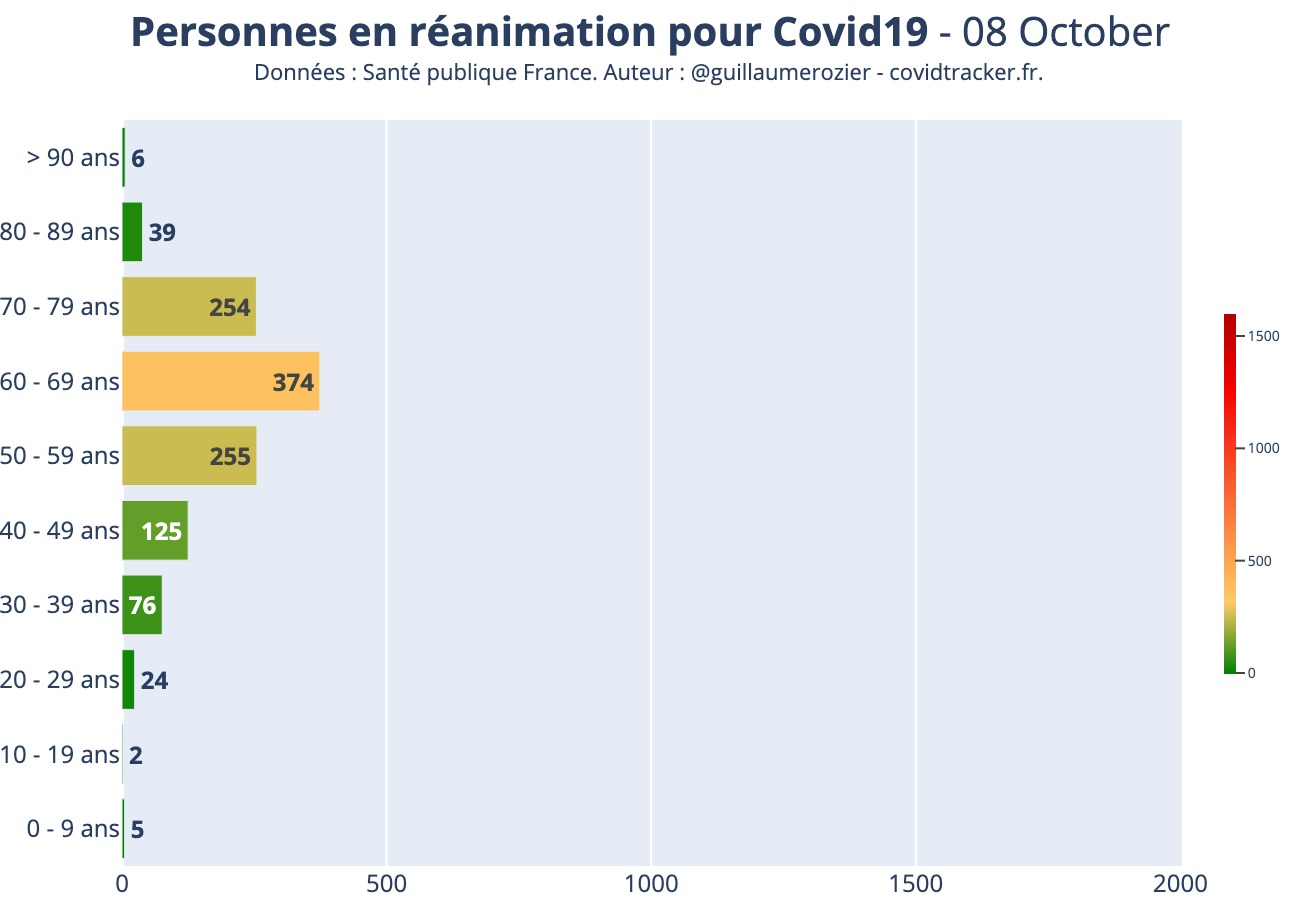 Personnes en réanimation pour Covid19 - 08 October
Données : Santé publique France. Auteur : @guillaumerozier - covidtracker.fr.
> 90 ans 6
80 - 89 ans 39
70 - 79 ans 254
60 - 69 ans 374
50 - 59 ans 255
40 - 49 ans 125
30 - 39 ans 76
20 - 29 ans 24
10 - 19 ans 2
0 - 9 ans 5
0 500 1000 1500 2000
1500
1000
500
0